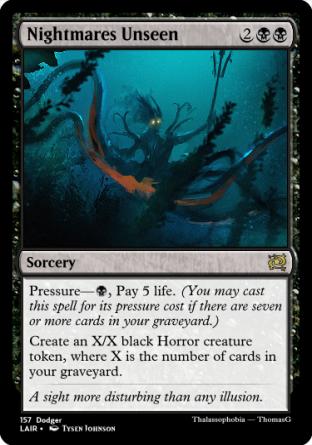 Nightmares Unseen 2
Sorcery
Pressure—, Pay 5 life. (You may cast
this spell for its pressure cost if there are seven
or more cards in your graveyard.)
Create an X/X black Horror creature
token, where X is the number of cards in
your graveyard.
A sight more disturbing than any illusion.
157 Dodger
Thalassophobia — ThomasG
LAIR • Tysen Johnson